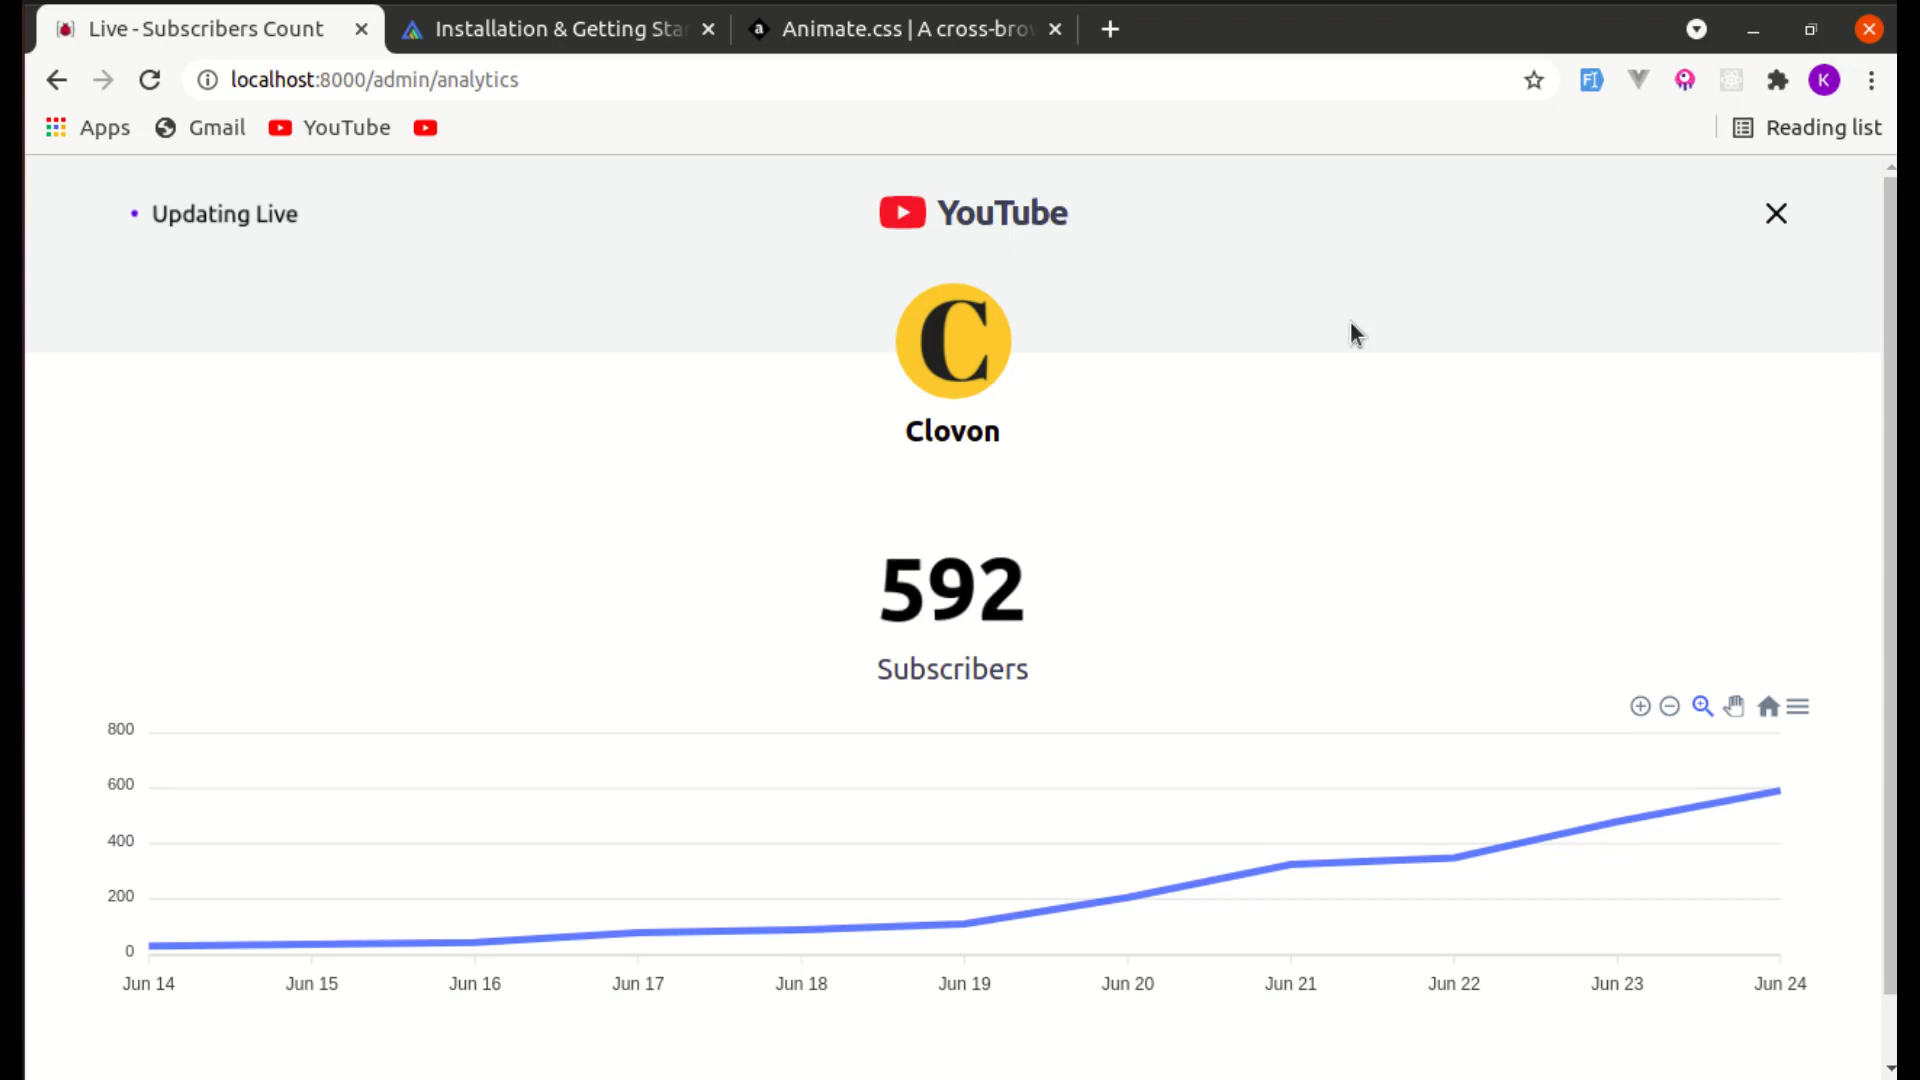 Live - Subscribers Count
Installation & Getting Sta
a
Animate.css | A cross-bro
localhost:8000/admin/analytics
FI
K
Apps
Gmail
YouTube
Reading list
• Updating Live
YouTube
C
Clovon
592
Subscribers
800
600
400
200
0
Jun 14 Jun 15 Jun 16 Jun 17 Jun 18 Jun 19 Jun 20 Jun 21 Jun 22 Jun 23 Jun 24